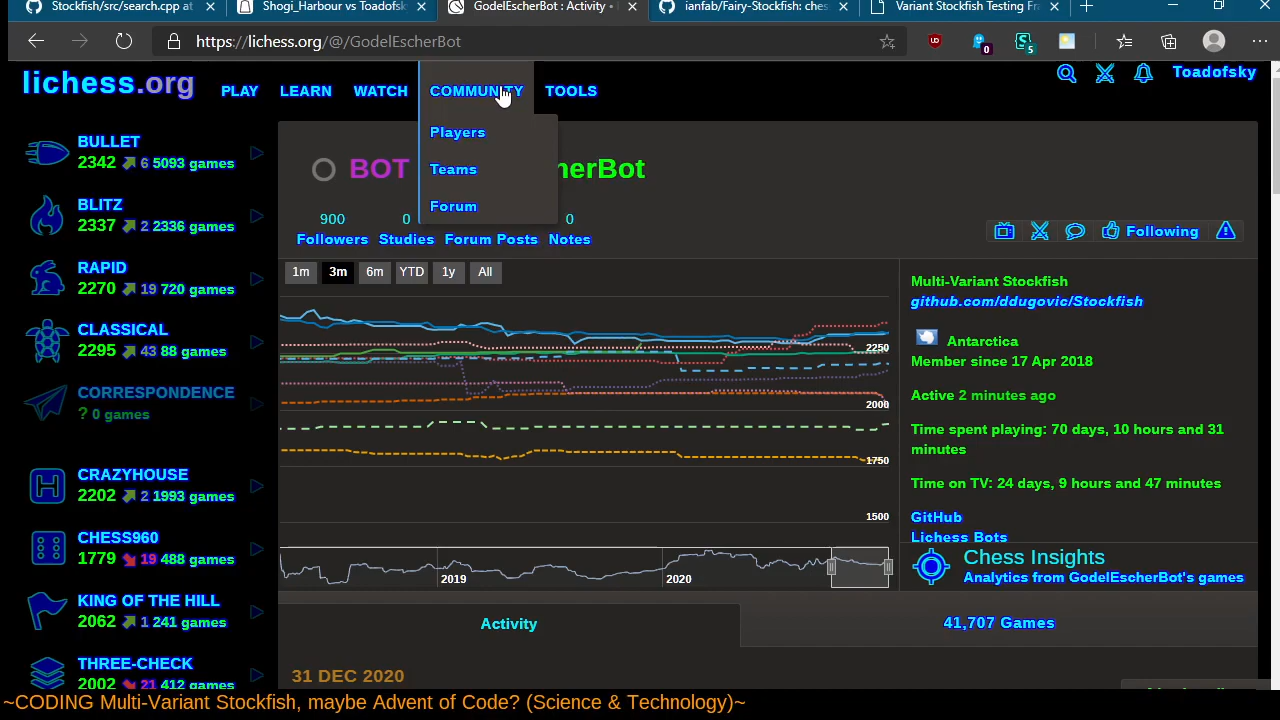 Stockfish/src/search.cpp at
Shogi_Harbour vs Toadofsk
GodelEscherBot : Activity •
ianfab/Fairy-Stockfish: ches
Variant Stockfish Testing Fra
https://lichess.org/@/GodelEscherBot
0
5
lichess.org
PLAY
LEARN
WATCH
COMMUNITY
TOOLS
Toadofsky
Players
Teams
Forum
BULLET
2342 6 5093 games
BLITZ
2337 2 2336 games
RAPID
2270 19 720 games
CLASSICAL
2295 43 88 games
CORRESPONDENCE
? 0 games
CRAZYHOUSE
2202 2 1993 games
CHESS960
1779 19 488 games
KING OF THE HILL
2062 1 241 games
THREE-CHECK
2002 21 412 games
BOT herBot
900 0 0
Followers Studies Forum Posts Notes
Following
1m 3m 6m YTD 1y All
2250
2000
1750
1500
2019 2020
Multi-Variant Stockfish
github.com/ddugovic/Stockfish
Antarctica
Member since 17 Apr 2018
Active 2 minutes ago
Time spent playing: 70 days, 10 hours and 31
minutes
Time on TV: 24 days, 9 hours and 47 minutes
GitHub
Lichess Bots
Chess Insights
Analytics from GodelEscherBot's games
Activity
41,707 Games
31 DEC 2020
~CODING Multi-Variant Stockfish, maybe Advent of Code? (Science & Technology)~